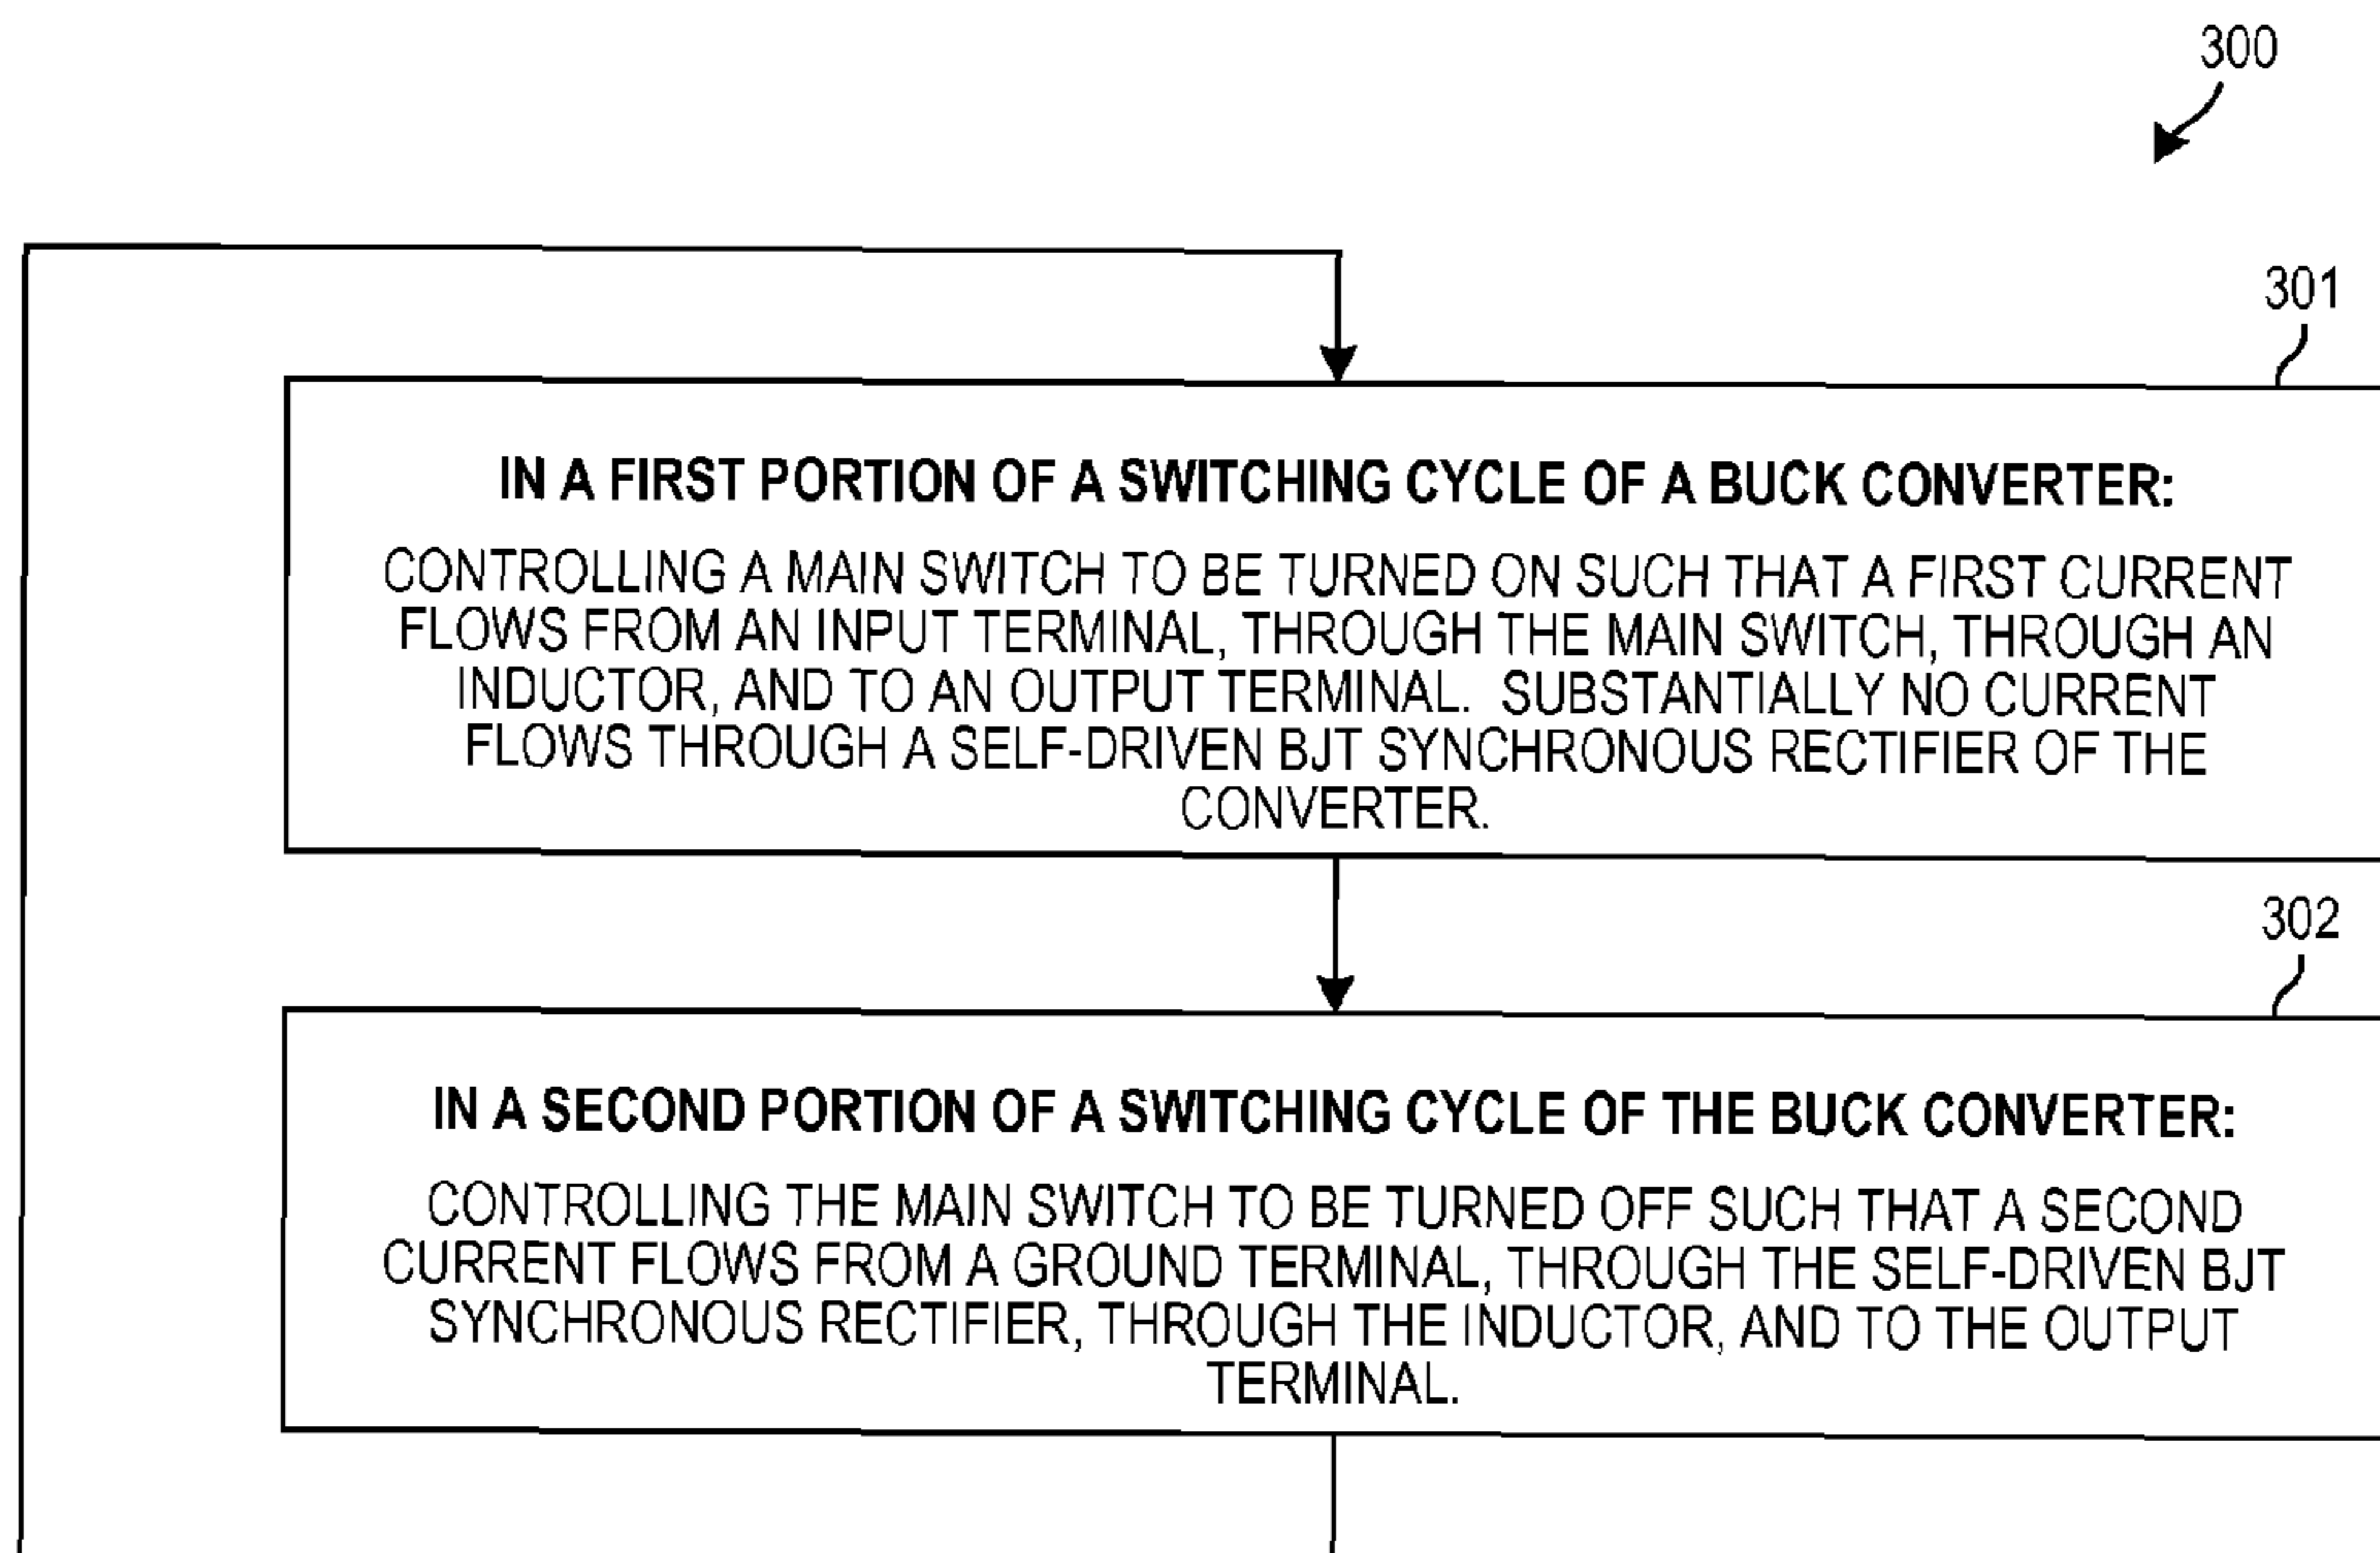 300
301
IN A FIRST PORTION OF A SWITCHING CYCLE OF A BUCK CONVERTER:
CONTROLLING A MAIN SWITCH TO BE TURNED ON SUCH THAT A FIRST CURRENT
FLOWS FROM AN INPUT TERMINAL, THROUGH THE MAIN SWITCH, THROUGH AN
INDUCTOR, AND TO AN OUTPUT TERMINAL. SUBSTANTIALLY NO CURRENT
FLOWS THROUGH A SELF-DRIVEN BJT SYNCHRONOUS RECTIFIER OF THE
CONVERTER.
302
IN A SECOND PORTION OF A SWITCHING CYCLE OF THE BUCK CONVERTER:
CONTROLLING THE MAIN SWITCH TO BE TURNED OFF SUCH THAT A SECOND
CURRENT FLOWS FROM A GROUND TERMINAL, THROUGH THE SELF-DRIVEN BJT
SYNCHRONOUS RECTIFIER, THROUGH THE INDUCTOR, AND TO THE OUTPUT
TERMINAL.